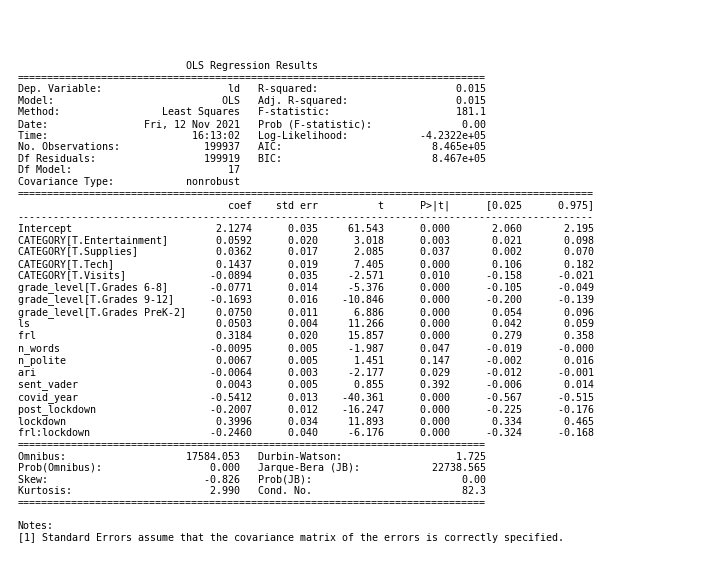 OLS Regression Results
==============================================================================
Dep. Variable: ld R-squared: 0.015
Model: OLS Adj. R-squared: 0.015
Method: Least Squares F-statistic: 181.1
Date: Fri, 12 Nov 2021 Prob (F-statistic): 0.00
Time: 16:13:02 Log-Likelihood: -4.2322e+05
No. Observations: 199937 AIC: 8.465e+05
Df Residuals: 199919 BIC: 8.467e+05
Df Model: 17
Covariance Type: nonrobust
================================================================================================
coef std err t P>|t| [0.025 0.975]
------------------------------------------------------------------------------------------------
Intercept 2.1274 0.035 61.543 0.000 2.060 2.195
CATEGORY[T.Entertainment] 0.0592 0.020 3.018 0.003 0.021 0.098
CATEGORY[T.Supplies] 0.0362 0.017 2.085 0.037 0.002 0.070
CATEGORY[T.Tech] 0.1437 0.019 7.405 0.000 0.106 0.182
CATEGORY[T.Visits] -0.0894 0.035 -2.571 0.010 -0.158 -0.021
grade_level[T.Grades 6-8] -0.0771 0.014 -5.376 0.000 -0.105 -0.049
grade_level[T.Grades 9-12] -0.1693 0.016 -10.846 0.000 -0.200 -0.139
grade_level[T.Grades PreK-2] 0.0750 0.011 6.886 0.000 0.054 0.096
ls 0.0503 0.004 11.266 0.000 0.042 0.059
frl 0.3184 0.020 15.857 0.000 0.279 0.358
n_words -0.0095 0.005 -1.987 0.047 -0.019 -0.000
n_polite 0.0067 0.005 1.451 0.147 -0.002 0.016
ari -0.0064 0.003 -2.177 0.029 -0.012 -0.001
sent_vader 0.0043 0.005 0.855 0.392 -0.006 0.014
covid_year -0.5412 0.013 -40.361 0.000 -0.567 -0.515
post_lockdown -0.2007 0.012 -16.247 0.000 -0.225 -0.176
lockdown 0.3996 0.034 11.893 0.000 0.334 0.465
frl:lockdown -0.2460 0.040 -6.176 0.000 -0.324 -0.168
==============================================================================
Omnibus: 17584.053 Durbin-Watson: 1.725
Prob(Omnibus): 0.000 Jarque-Bera (JB): 22738.565
Skew: -0.826 Prob(JB): 0.00
Kurtosis: 2.990 Cond. No. 82.3
==============================================================================
Notes:
[1] Standard Errors assume that the covariance matrix of the errors is correctly specified.